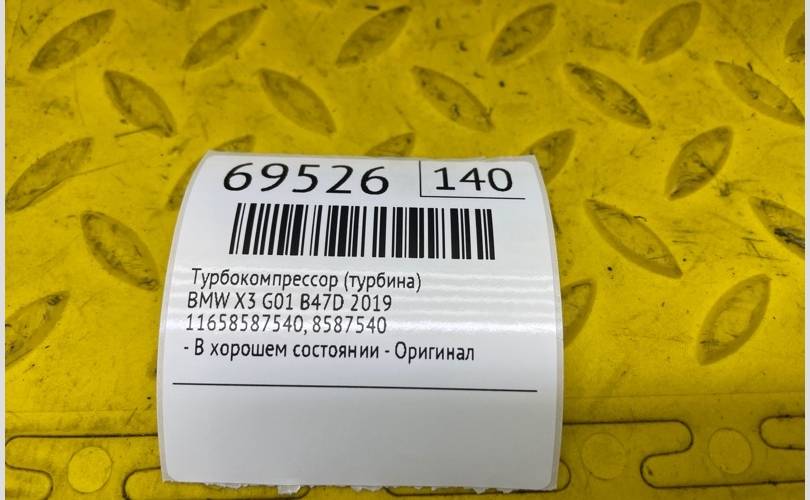 69526 140
Турбокомпрессор (турбина)
BMW X3 G01 B47D 2019
11658587540, 8587540
- В хорошем состоянии - Оригинал